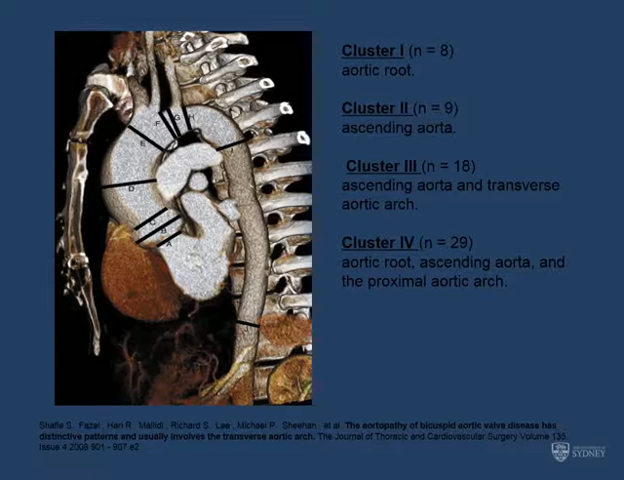 Cluster I (n = 8)
aortic root.
Cluster II (n = 9)
ascending aorta.
Cluster III (n = 18)
ascending aorta and transverse
aortic arch.
Cluster IV (n = 29)
aortic root, ascending aorta, and
the proximal aortic arch.
F
G
H
E
D
C
B
A
Shafie S. Fazel, Hari R. Mallidi, Richard S. Lee, Michael P. Sheehan, et al. The aortopathy of bicuspid aortic valve disease has
distinctive patterns and usually involves the transverse aortic arch. The Journal of Thoracic and Cardiovascular Surgery Volume 135,
Issue 4 2008 901 - 907.e2
SYDNEY